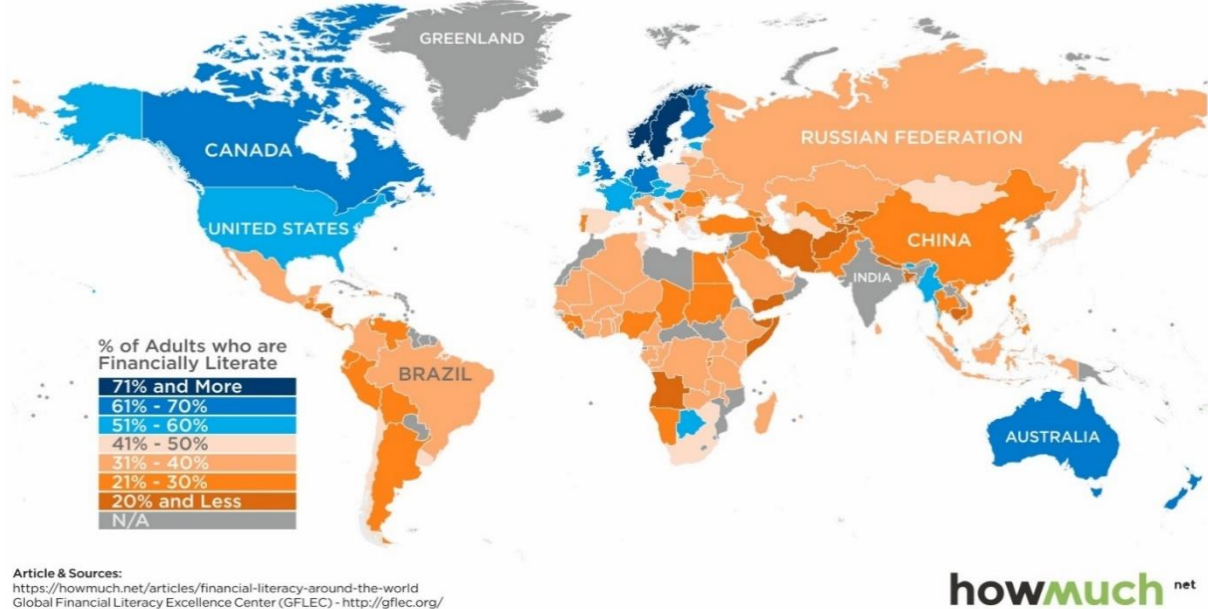 GREENLAND
CANADA
RUSSIAN FEDERATION
UNITED STATES
CHINA
INDIA
BRAZIL
AUSTRALIA
% of Adults who are
Financially Literate
71% and More
61% - 70%
51% - 60%
41% - 50%
31% - 40%
21% - 30%
20% and Less
N/A
Article & Sources:
https://howmuch.net/articles/financial-literacy-around-the-world
Global Financial Literacy Excellence Center (GFLEC) - http://gflec.org/
howmuch net